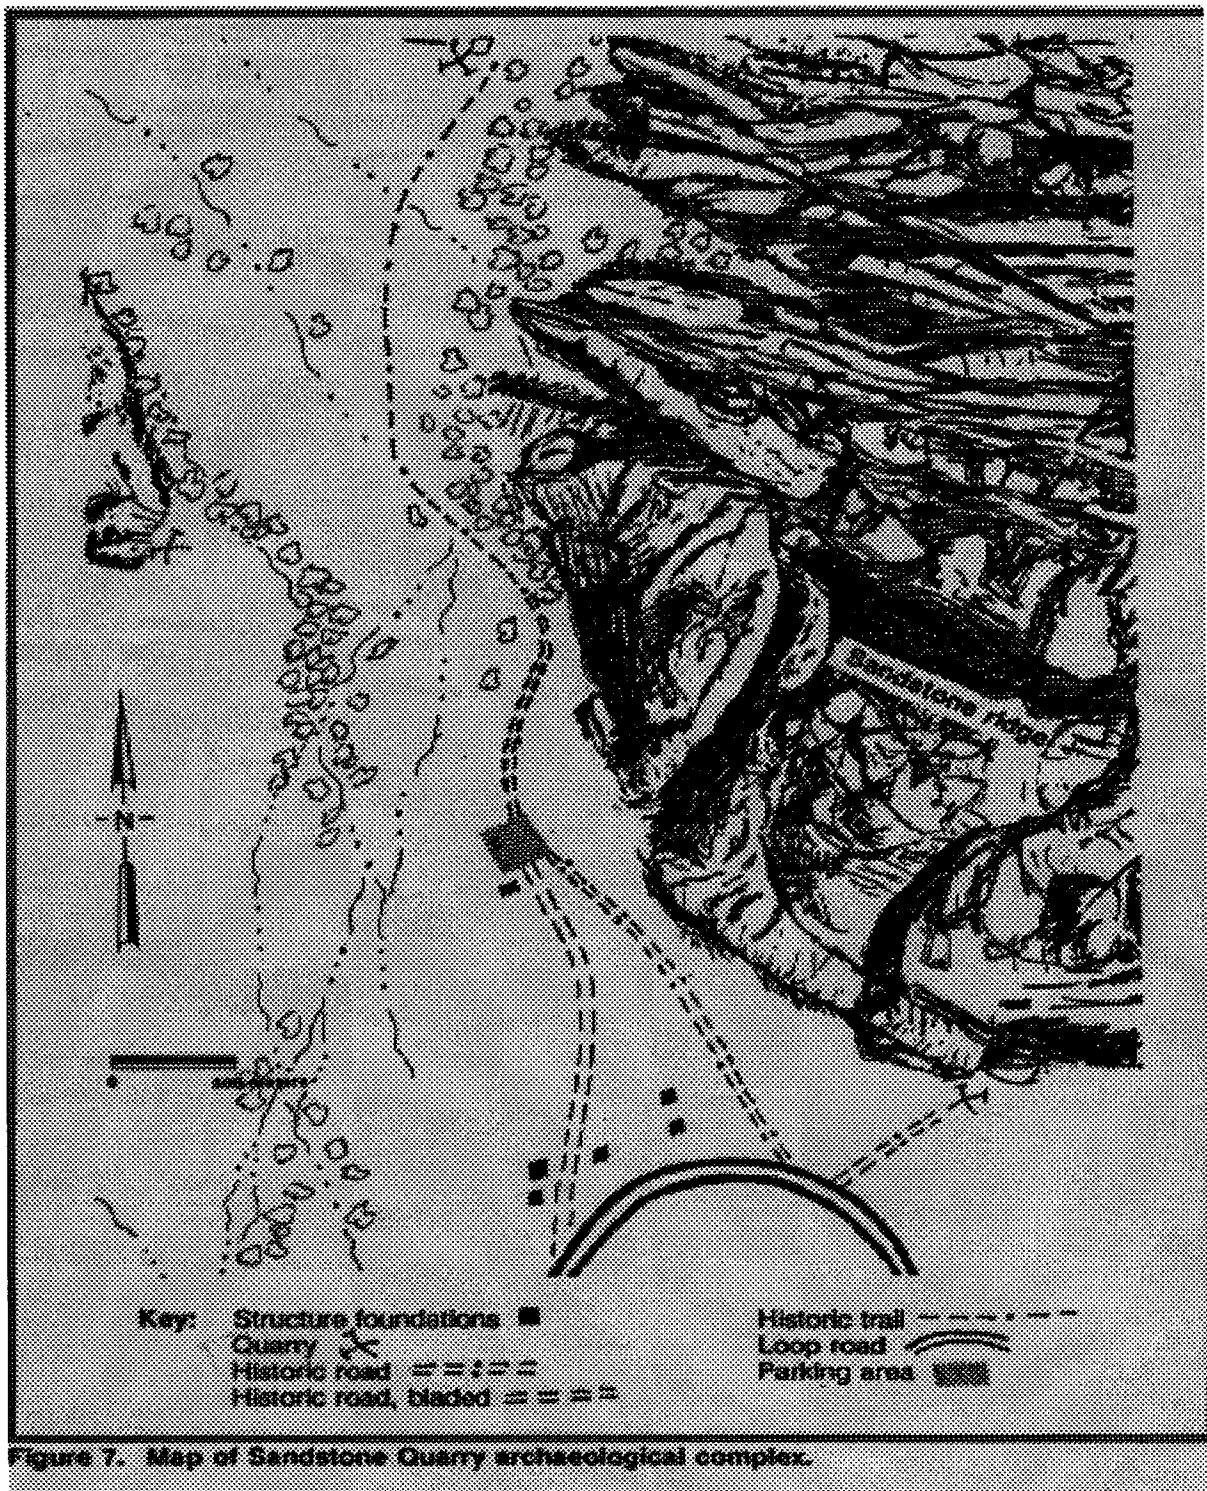 Sandstone ridge
-N-
0
Key: Structure foundations
Quarry
Historic road
Historic road, bladed
Historic trail
Loop road
Parking area
Figure 7. Map of Sandstone Quarry archaeological complex.